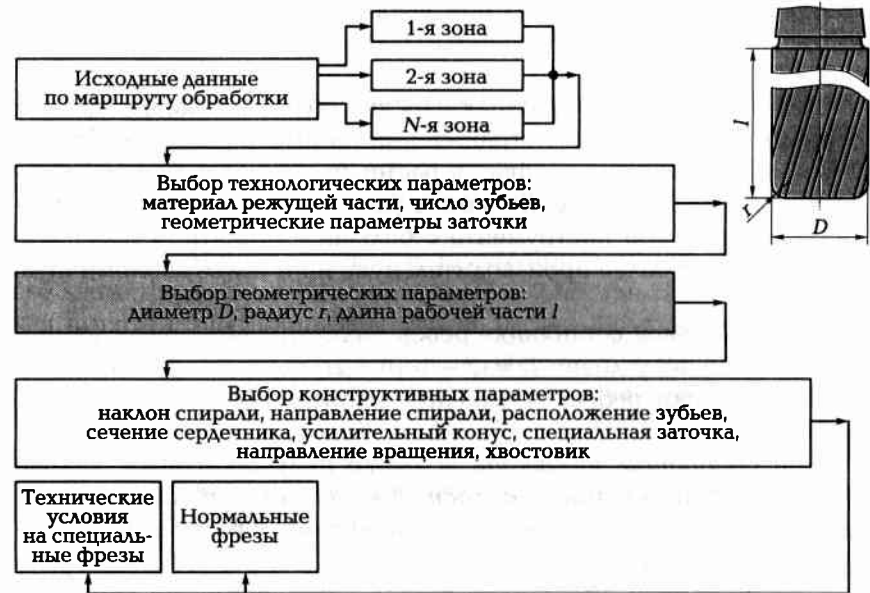 1-я зона
Исходные данные
по маршруту обработки
2-я зона
N-я зона
Выбор технологических параметров:
материал режущей части, число зубьев,
геометрические параметры заточки
l
r
D
Выбор геометрических параметров:
диаметр D, радиус r, длина рабочей части l
Выбор конструктивных параметров:
наклон спирали, направление спирали, расположение зубьев,
сечение сердечника, усилительный конус, специальная заточка,
направление вращения, хвостовик
Технические
условия
на специаль-
ные фрезы
Нормальные
фрезы